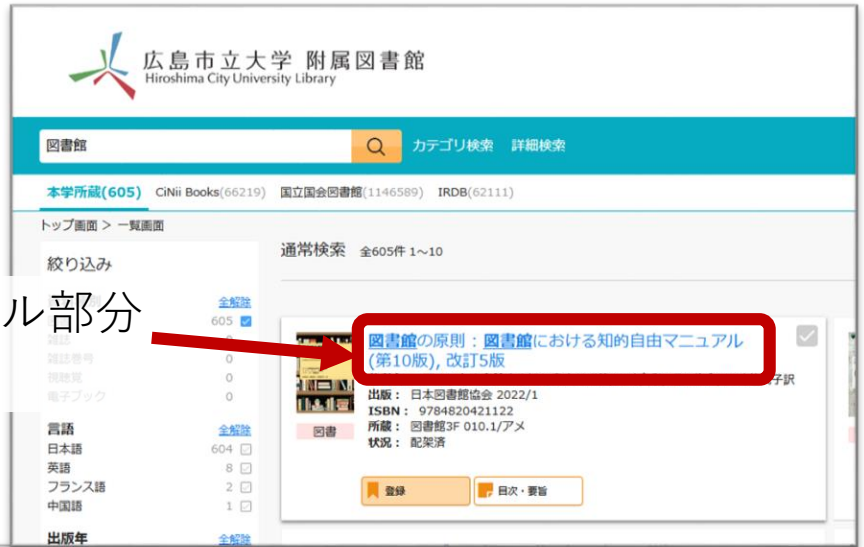 広島市立大学 附属図書館
Hiroshima City University Library
図書館
カテゴリ検索 詳細検索
本学所蔵(605) CiNii Books(66219) 国立国会図書館(1146589) IRDB(62111)
トップ画面 > 一覧画面
絞り込み
通常検索 全605件 1～10
ル部分
全解除
605
雑誌 0
雑誌巻号 0
視聴覚 0
電子ブック 0
言語 全解除
日本語 604
英語 8
フランス語 2
中国語 1
出版年 全解除
図書館の原則 : 図書館における知的自由マニュアル
(第10版), 改訂5版
子訳
出版 : 日本図書館協会 2022/1
ISBN : 9784820421122
所蔵 : 図書館3F 010.1/アメ
状況 : 配架済
図書
登録
目次・要旨